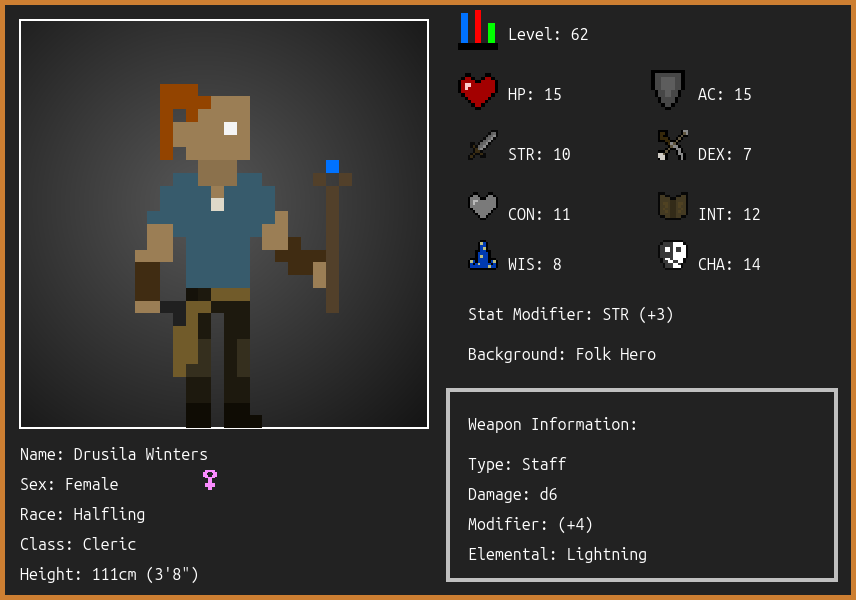 Level: 62
HP: 15
AC: 15
STR: 10
DEX: 7
CON: 11
INT: 12
WIS: 8
CHA: 14
Stat Modifier: STR (+3)
Background: Folk Hero
Weapon Information:
Type: Staff
Damage: d6
Modifier: (+4)
Elemental: Lightning
Name: Drusila Winters
Sex: Female
Race: Halfling
Class: Cleric
Height: 111cm (3'8")